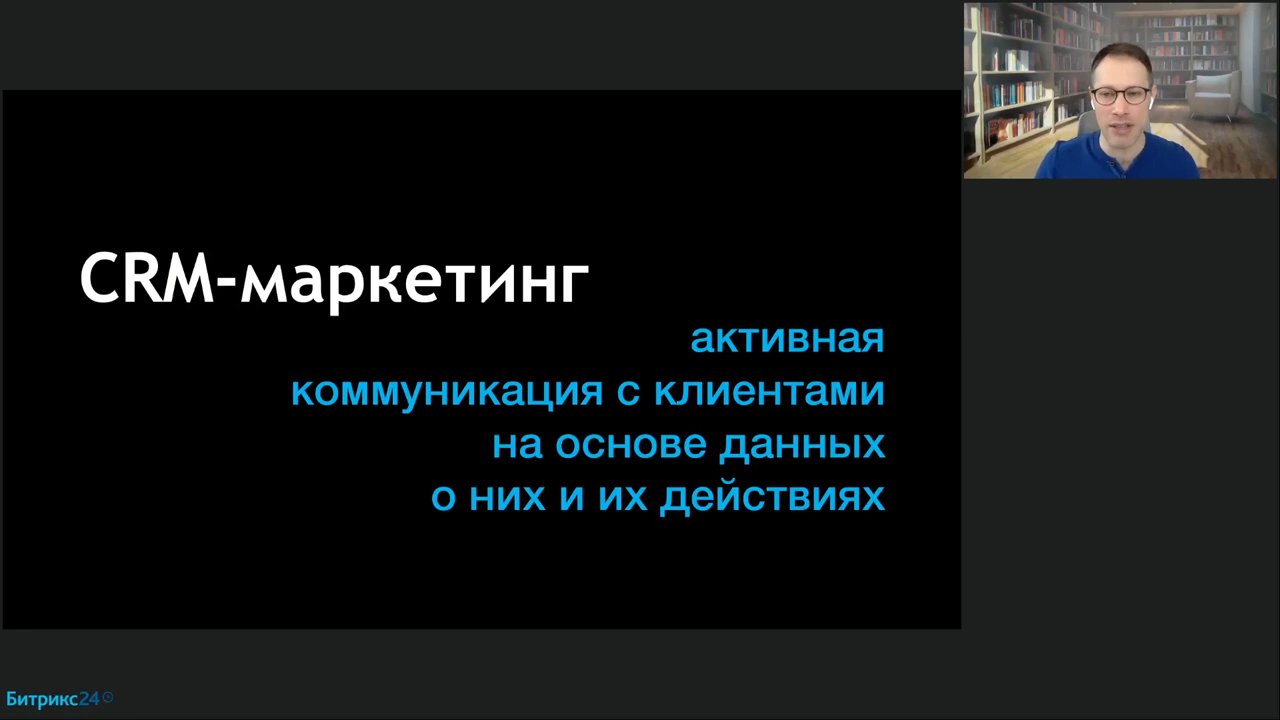 CRM-маркетинг
активная
коммуникация с клиентами
на основе данных
о них и их действиях
Битрикс24